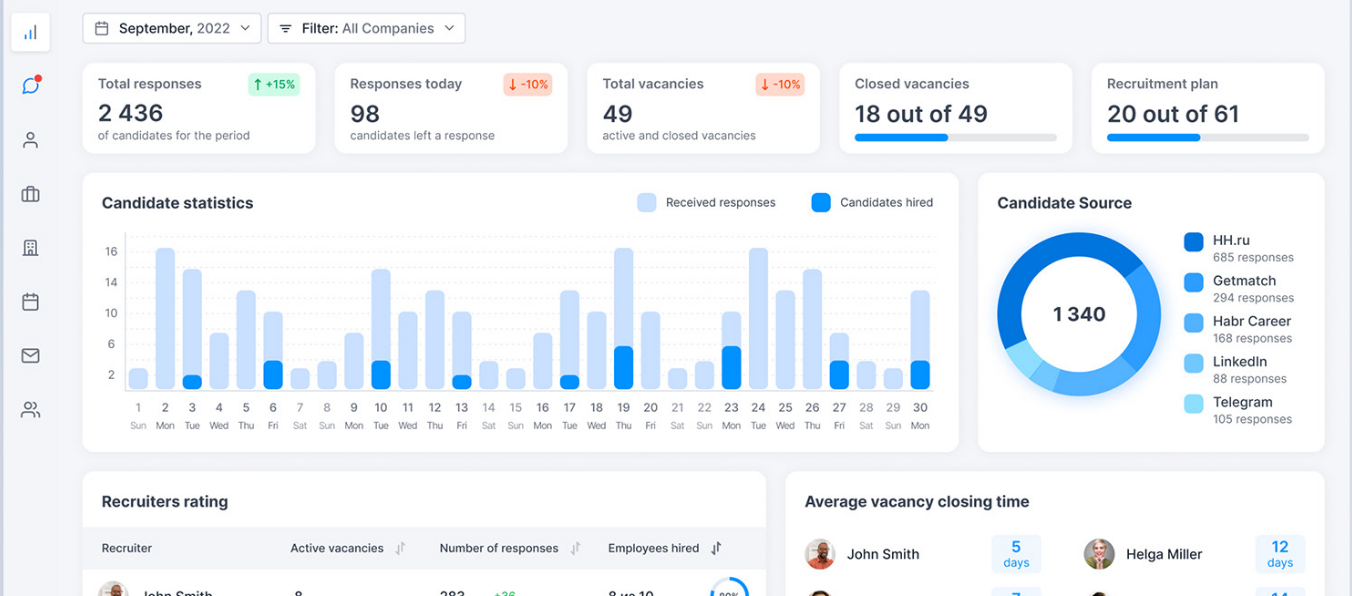 September, 2022
Filter: All Companies
Total responses
+15%
2 436
of candidates for the period
Responses today
-10%
98
candidates left a response
Total vacancies
-10%
49
active and closed vacancies
Closed vacancies
18 out of 49
Recruitment plan
20 out of 61
Candidate statistics
Received responses
Candidates hired
16
14
10
6
2
1 2 3 4 5 6 7 8 9 10 11 12 13 14 15 16 17 18 19 20 21 22 23 24 25 26 27 28 29 30
Sun Mon Tue Wed Thu Fri Sat Sun Mon Tue Wed Thu Fri Sat Sun Mon Tue Wed Thu Fri Sat Sun Mon Tue Wed Thu Fri Sat Sun Mon
Candidate Source
1 340
HH.ru
685 responses
Getmatch
294 responses
Habr Career
168 responses
LinkedIn
88 responses
Telegram
105 responses
Recruiters rating
Recruiter
Active vacancies
Number of responses
Employees hired
John Smith
8
283
+36
8 из 10
80%
Average vacancy closing time
John Smith
5
days
Helga Miller
12
days